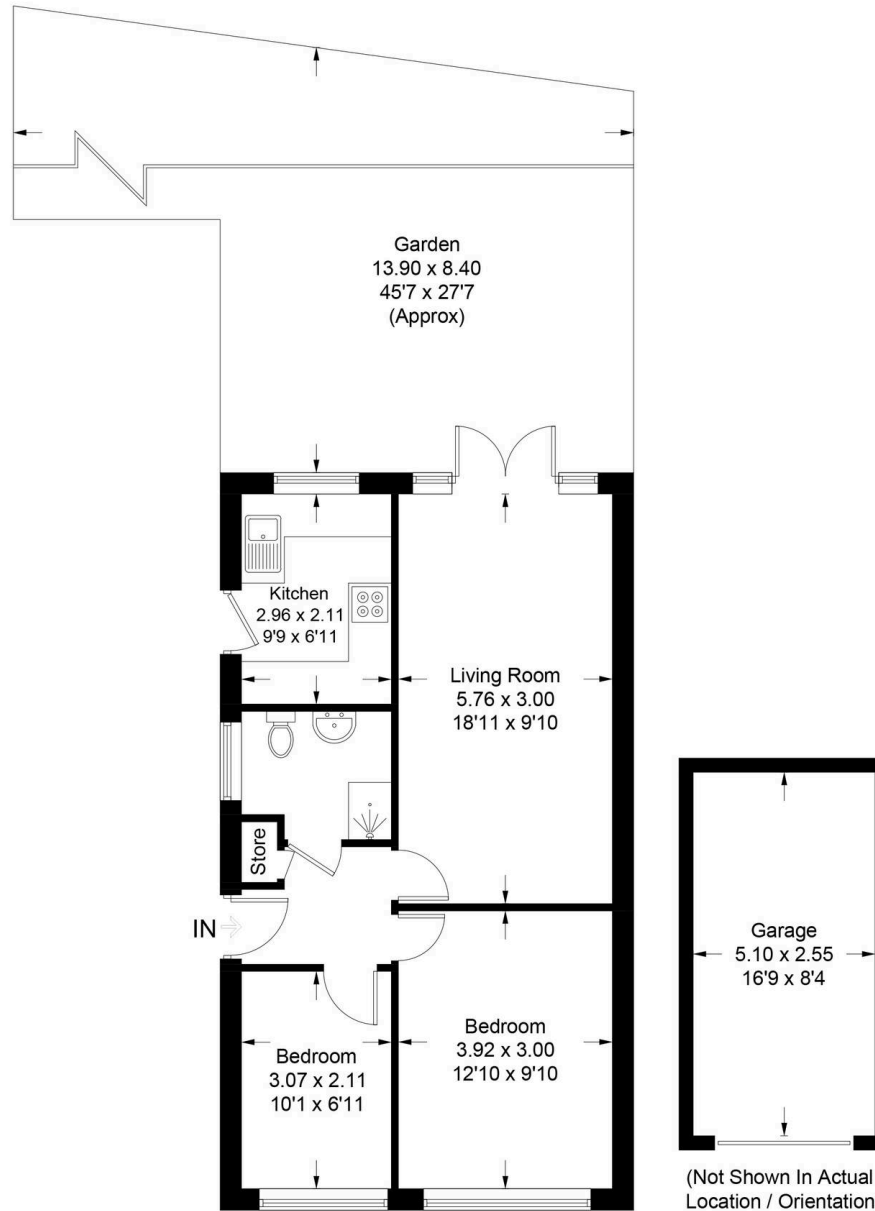 Garden
13.90 x 8.40
45'7 x 27'7
(Approx)
Kitchen
2.96 x 2.11
9'9 x 6'11
Living Room
5.76 x 3.00
18'11 x 9'10
Store
IN
Bedroom
3.07 x 2.11
10'1 x 6'11
Bedroom
3.92 x 3.00
12'10 x 9'10
Garage
5.10 x 2.55
16'9 x 8'4
(Not Shown In Actual
Location / Orientation